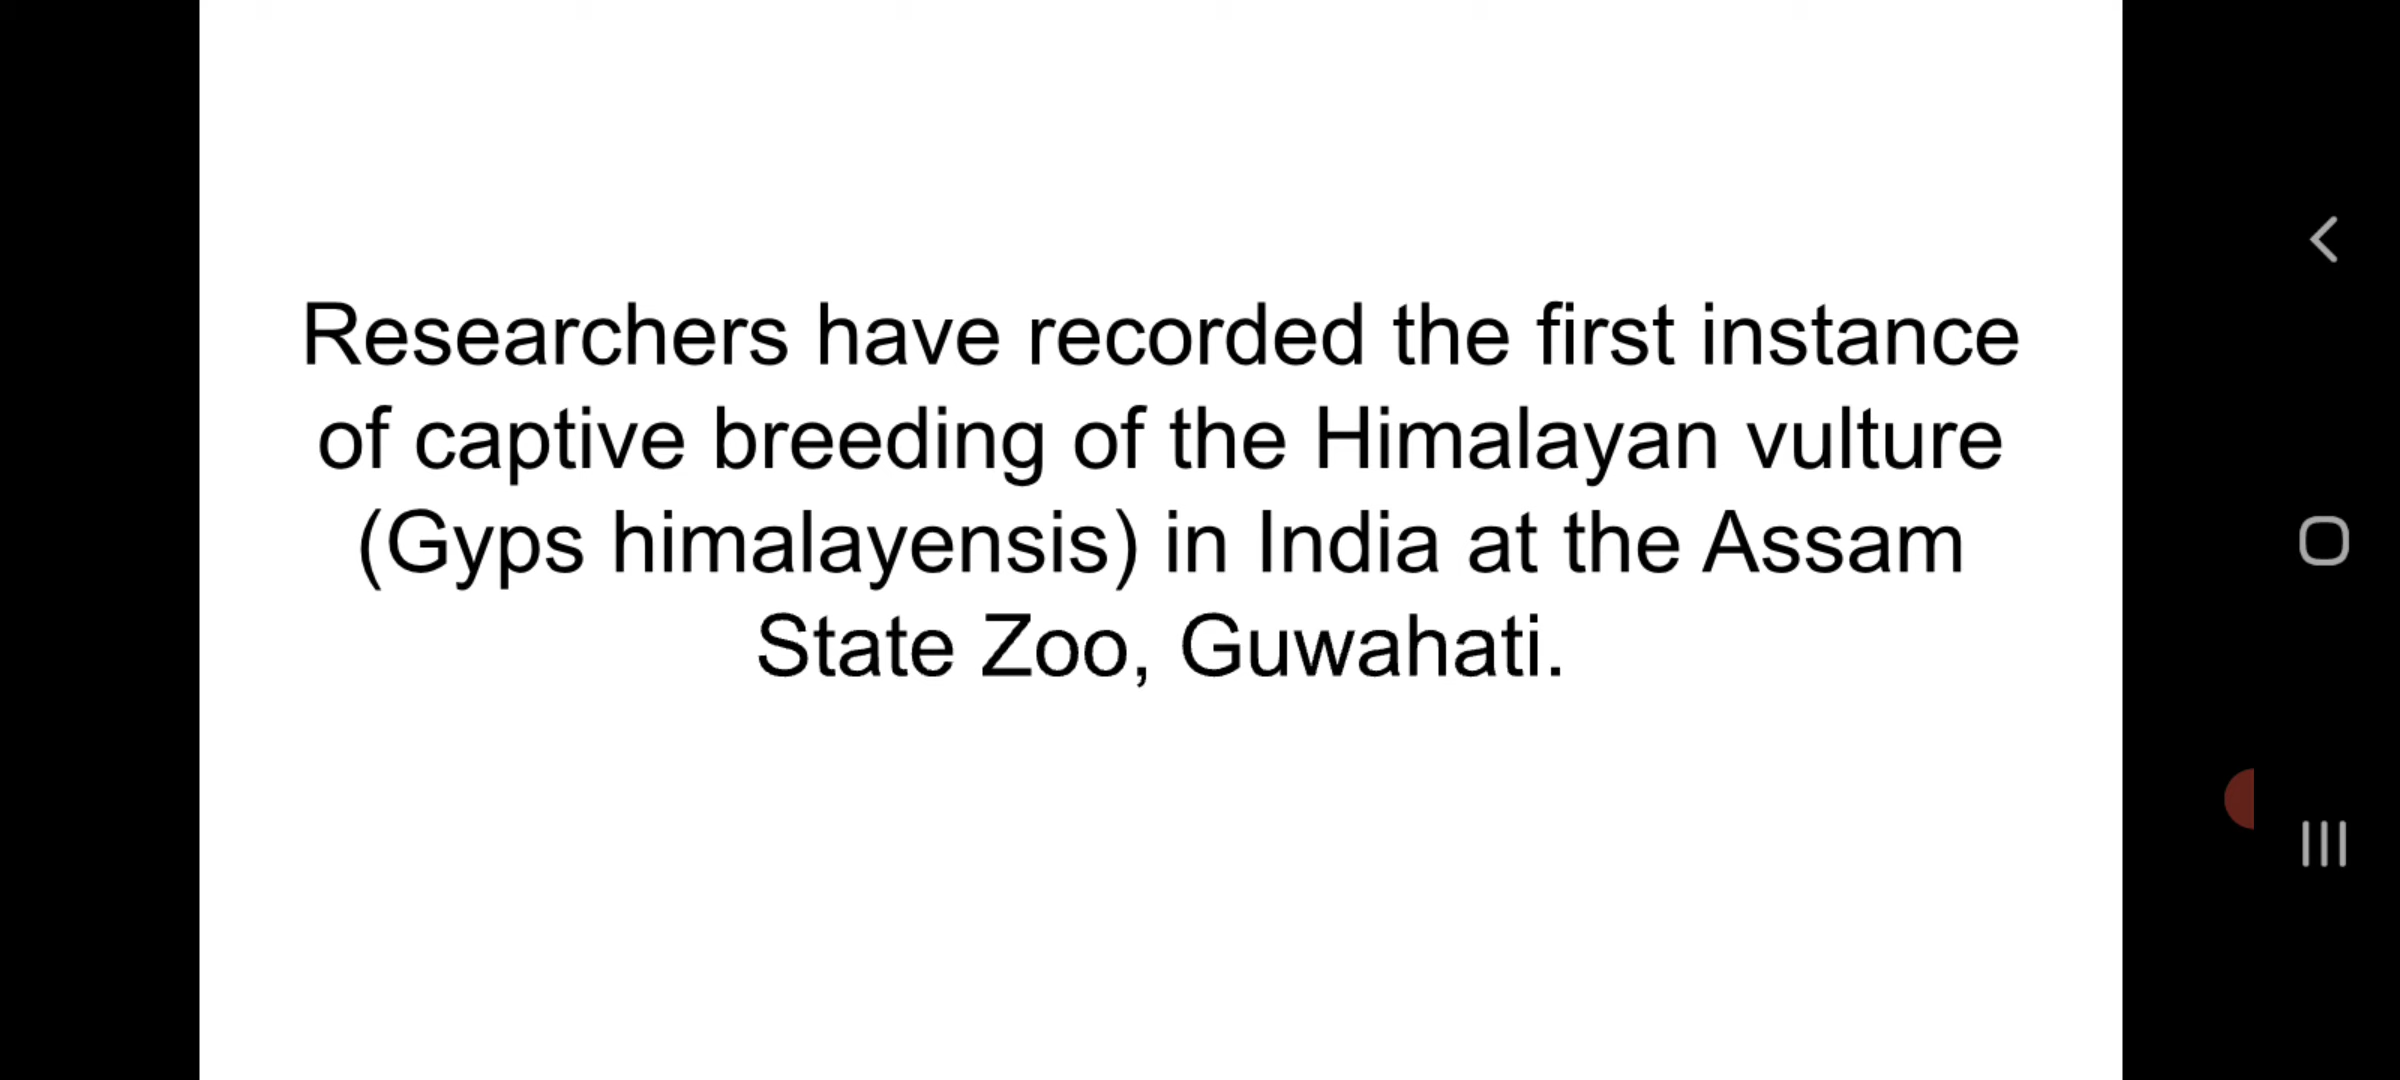 Researchers have recorded the first instance
of captive breeding of the Himalayan vulture
(Gyps himalayensis) in India at the Assam
State Zoo, Guwahati.